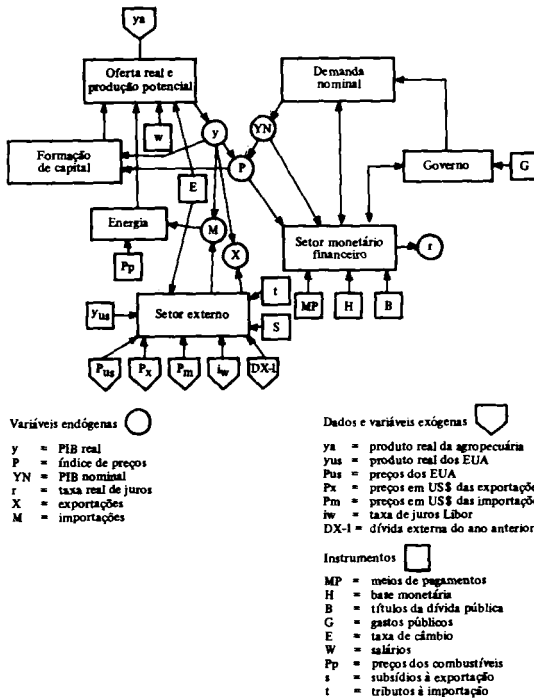 ya
Oferta real e
produção potencial
Demanda
nominal
w
y
YN
Formação
de capital
P
Governo
G
E
Energia
M
X
Setor monetário
financeiro
r
Pp
t
MP
H
B
yus
Setor externo
S
Pus
Px
Pm
iw
DX-1
Variáveis endógenas
y = PIB real
P = índice de preços
YN = PIB nominal
r = taxa real de juros
X = exportações
M = importações
Dados e variáveis exógenas
ya = produto real da agropecuária
yus = produto real dos EUA
Pus = preços dos EUA
Px = preços em US$ das exportaçõe
Pm = preços em US$ das importaçõe
iw = taxa de juros Libor
DX-1 = dívida externa do ano anterior
Instrumentos
MP = meios de pagamentos
H = base monetária
B = títulos da dívida pública
G = gastos públicos
E = taxa de câmbio
W = salários
Pp = preços dos combustíveis
s = subsídios à exportação
t = tributos à importação